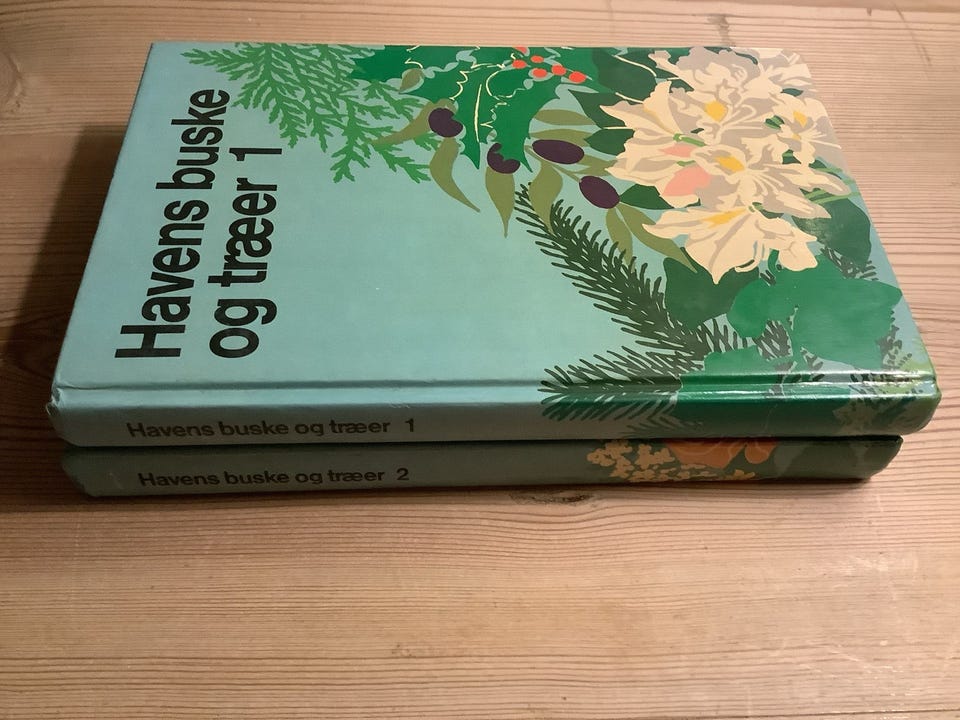 Havens buske
og træer 1
Havens buske og træer 1
Havens buske og træer 2